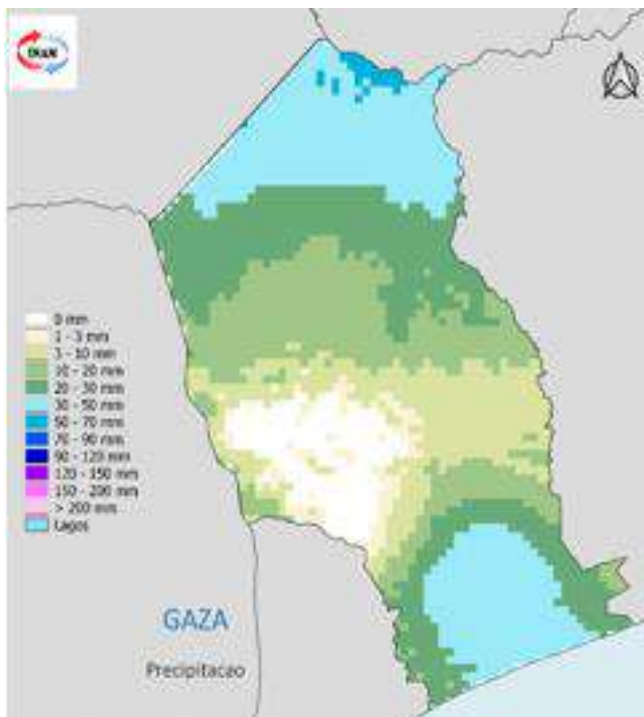 INAM
0 mm
1 - 3 mm
3 - 10 mm
10 - 20 mm
20 - 30 mm
30 - 50 mm
50 - 70 mm
70 - 90 mm
90 - 120 mm
120 - 150 mm
150 - 200 mm
> 200 mm
Lagos
GAZA
Precipitacao